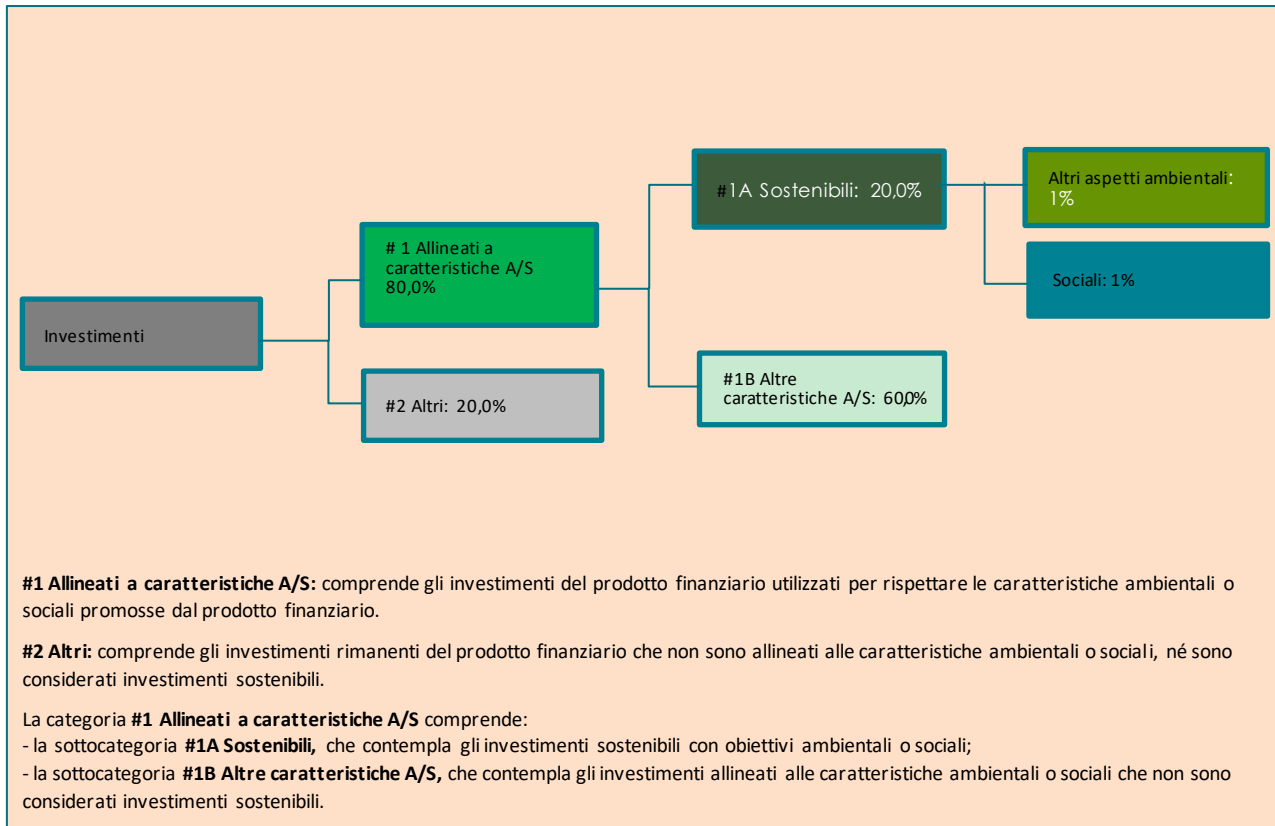 #1A Sostenibili: 20,0%
Altri aspetti ambientali:
1%
# 1 Allineati a
caratteristiche A/S
80,0%
Sociali: 1%
Investimenti
#1B Altre
caratteristiche A/S: 60,0%
#2 Altri: 20,0%
#1 Allineati a caratteristiche A/S: comprende gli investimenti del prodotto finanziario utilizzati per rispettare le caratteristiche ambientali o
sociali promosse dal prodotto finanziario.
#2 Altri: comprende gli investimenti rimanenti del prodotto finanziario che non sono allineati alle caratteristiche ambientali o sociali, né sono
considerati investimenti sostenibili.
La categoria #1 Allineati a caratteristiche A/S comprende:
- la sottocategoria #1A Sostenibili, che contempla gli investimenti sostenibili con obiettivi ambientali o sociali;
- la sottocategoria #1B Altre caratteristiche A/S, che contempla gli investimenti allineati alle caratteristiche ambientali o sociali che non sono
considerati investimenti sostenibili.